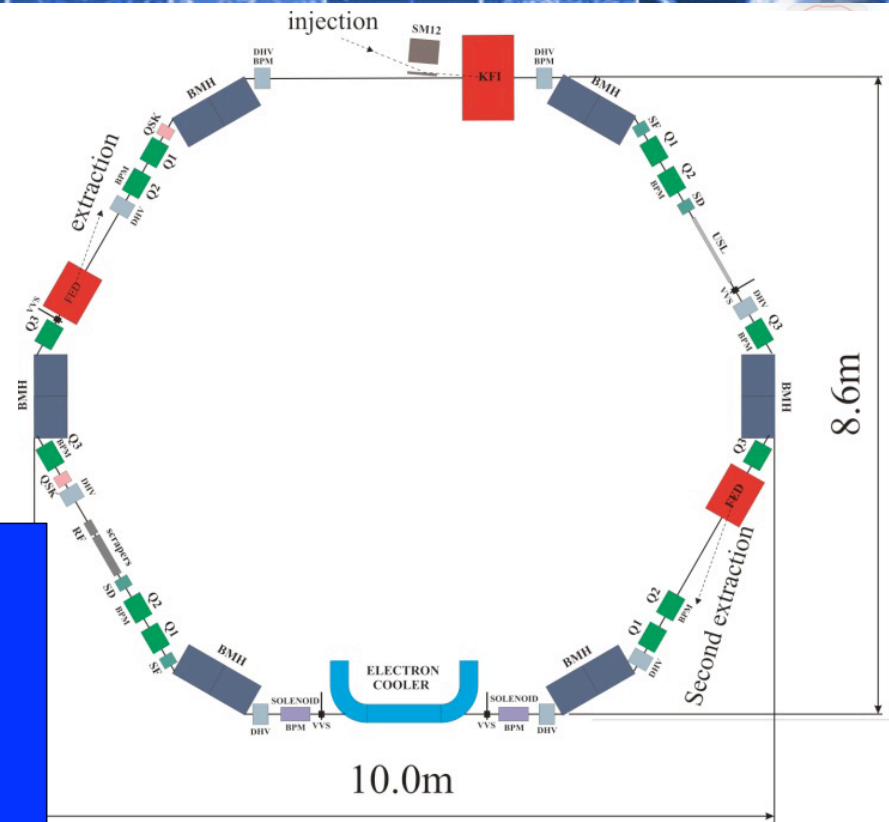 injection
SM12
DHV
BPM
KFI
DHV
BPM
BMH
BMH
QSK
Q1
BPM
Q2
DHV
extraction
FED
VVS
Q3
BMH
SF
Q1
Q2
BPM
SD
USL
VVS
DHV
Q3
BPM
BMH
8.6m
Q3
BPM
QSK
DHV
RF
scrapers
SD
Q2
BPM
Q1
SF
BMH
Q3
FED
Second extraction
Q2
BPM
Q1
DHV
BMH
ELECTRON
COOLER
SOLENOID
BPM
DHV
VVS
SOLENOID
BPM
DHV
VVS
10.0m